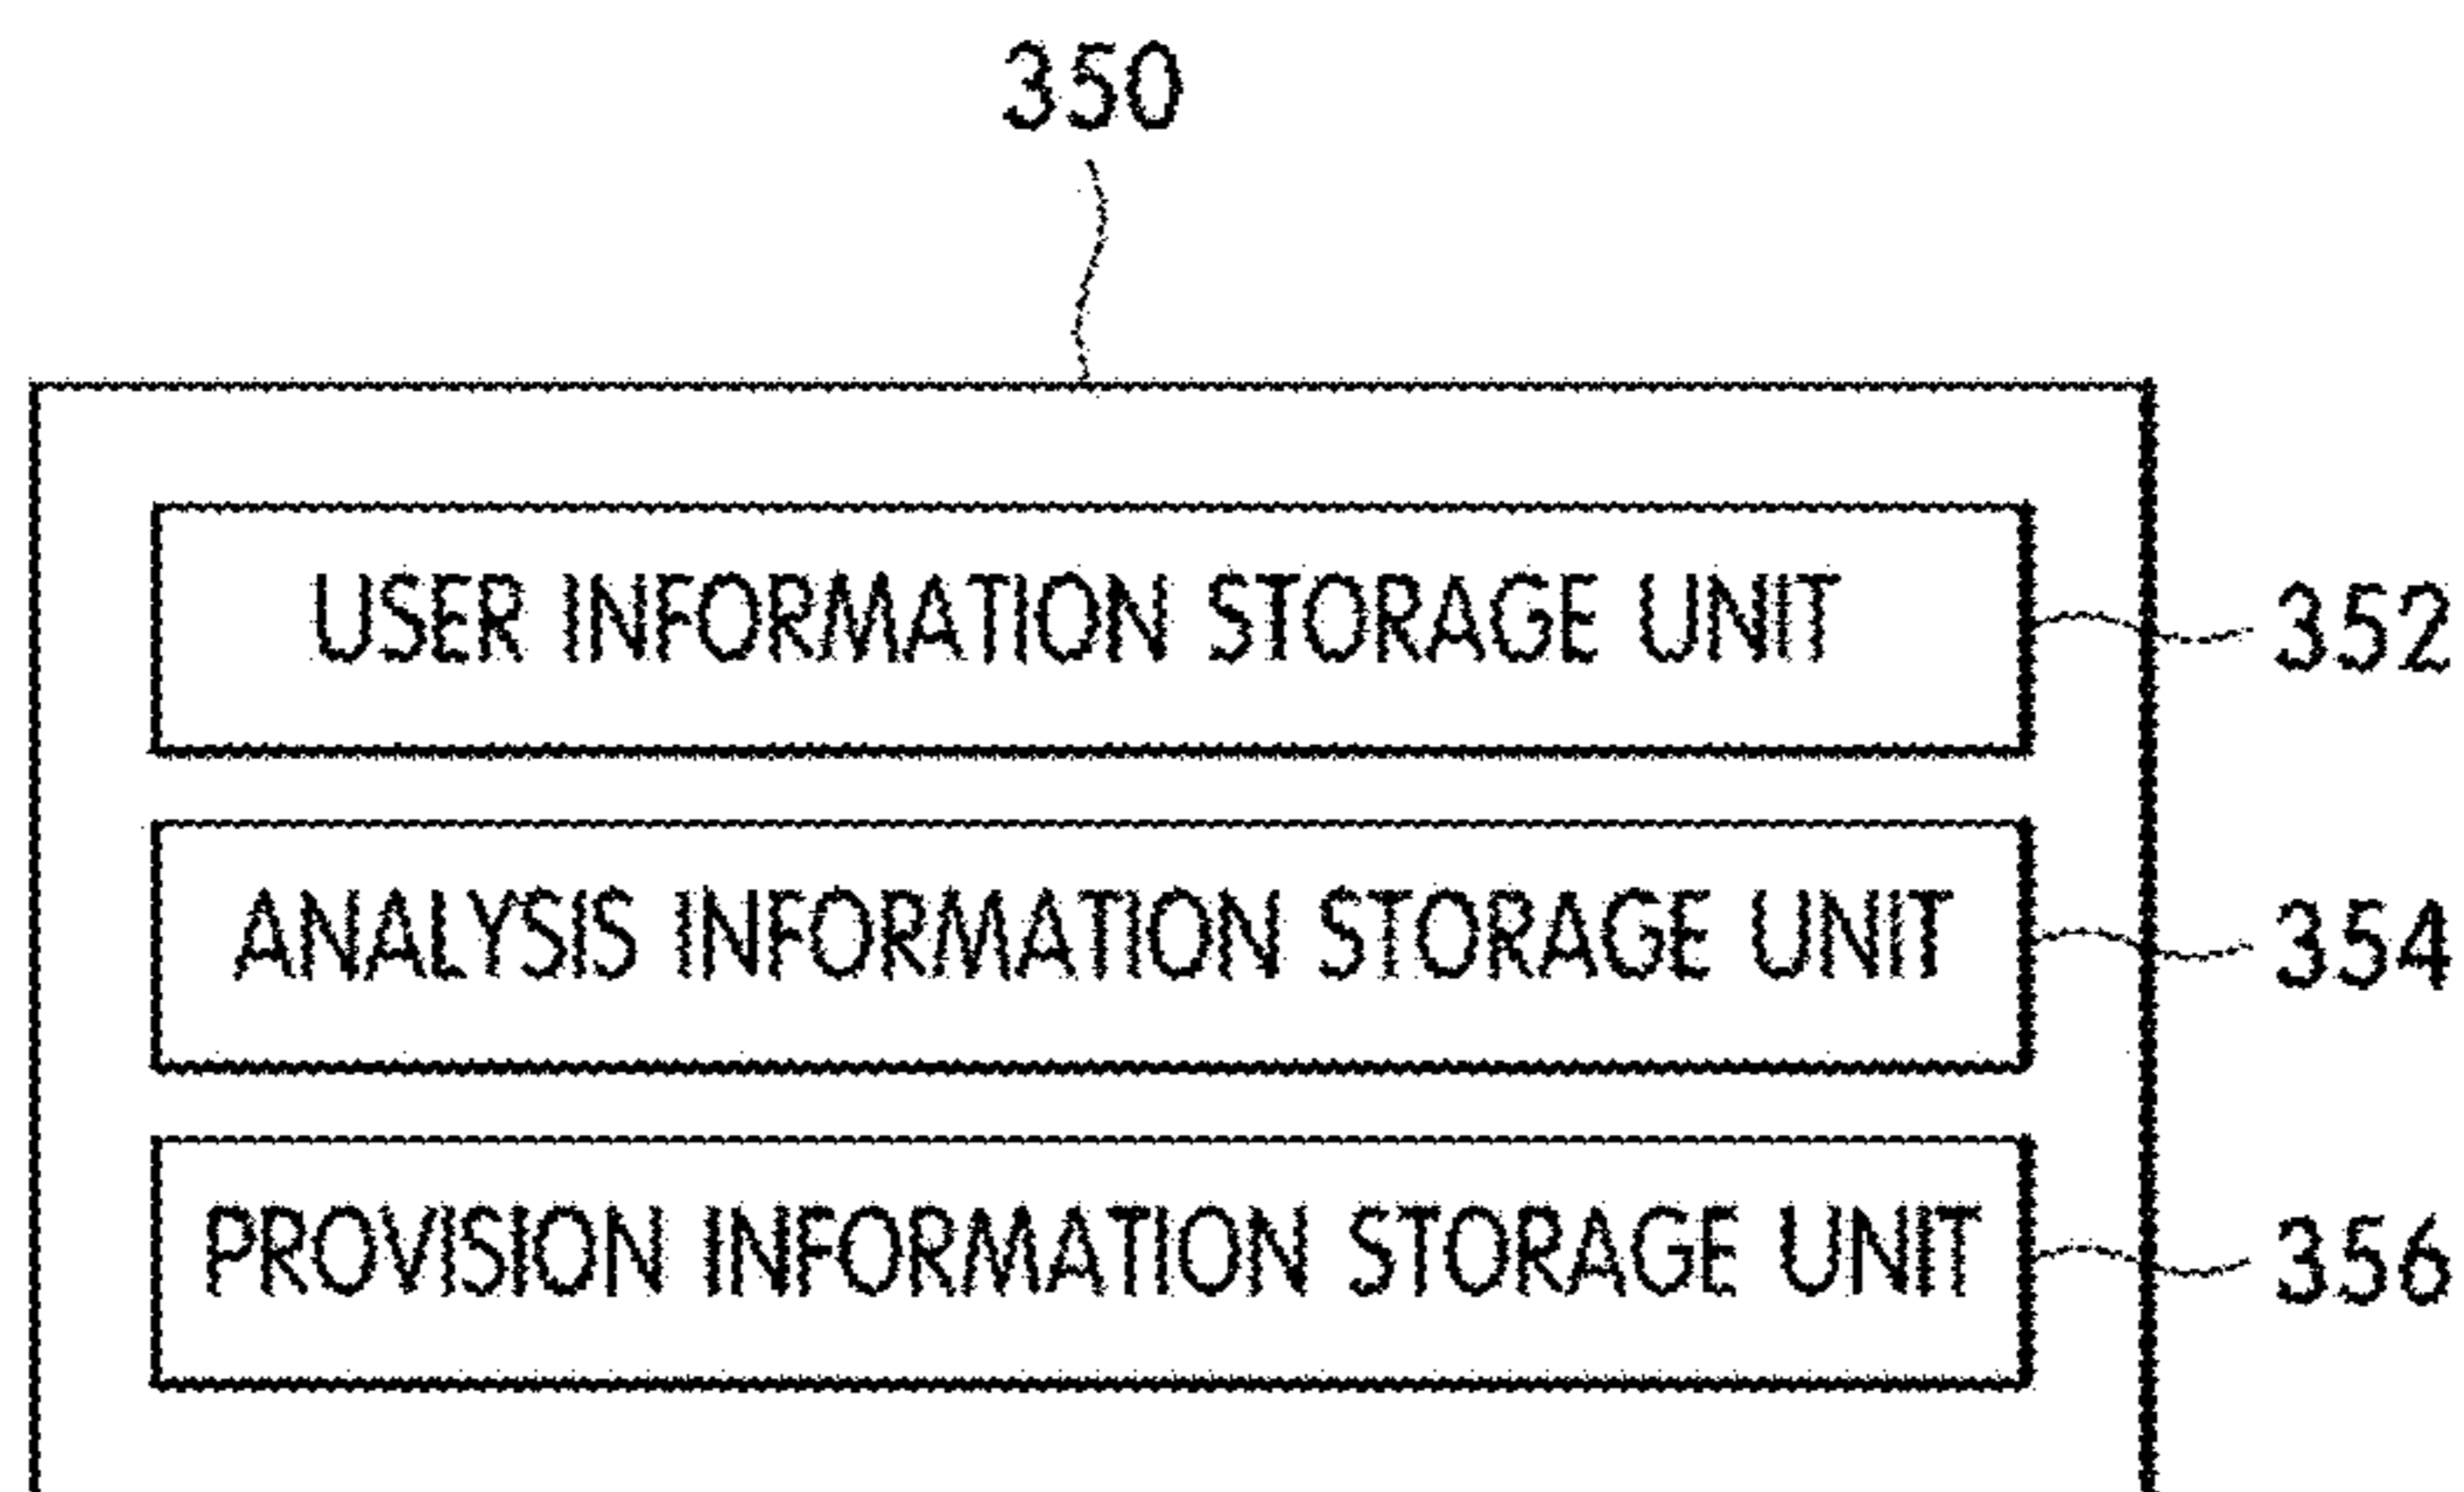 350
USER INFORMATION STORAGE UNIT 352
ANALYSIS INFORMATION STORAGE UNIT 354
PROVISION INFORMATION STORAGE UNIT 356